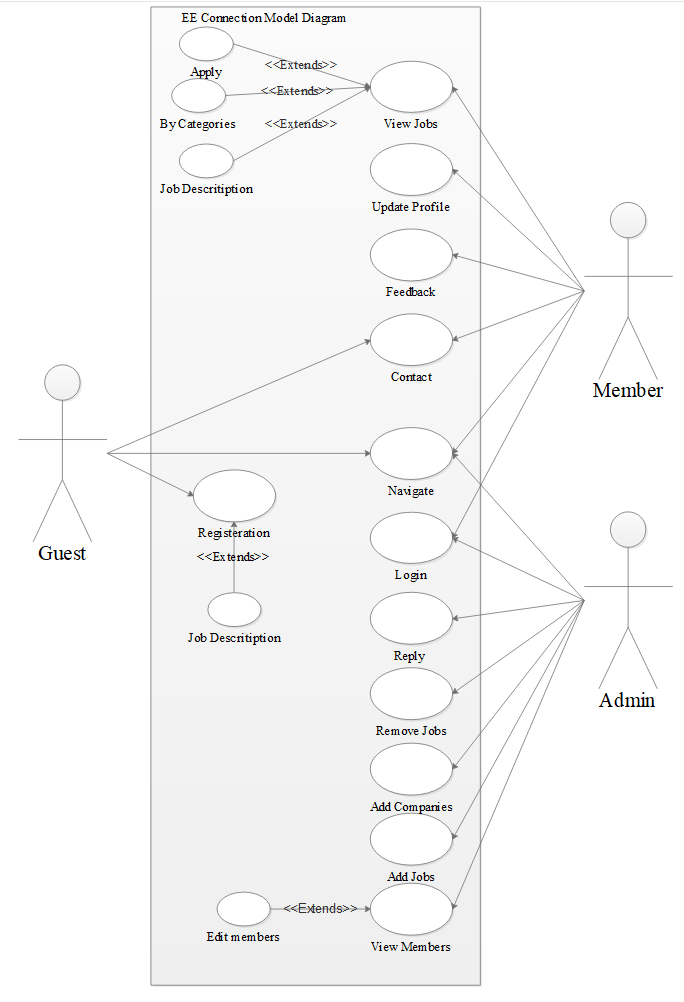 EE Connection Model Diagram
<<Extends>>
Apply
<<Extends>>
By Categories
<<Extends>>
View Jobs
Job Descritiption
Update Profile
Feedback
Contact
Member
Navigate
Registeration
Guest
<<Extends>>
Login
Job Descritiption
Reply
Admin
Remove Jobs
Add Companies
Add Jobs
<<Extends>>
Edit members
View Members